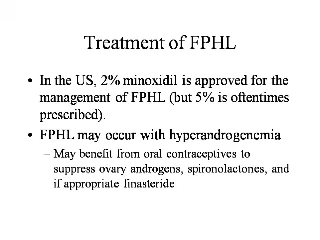 Treatment of FPHL
• In the US, 2% minoxidil is approved for the
management of FPHL (but 5% is oftentimes
prescribed).
• FPHL may occur with hyperandrogenemia
– May benefit from oral contraceptives to
suppress ovary androgens, spironolactones, and
if appropriate finasteride